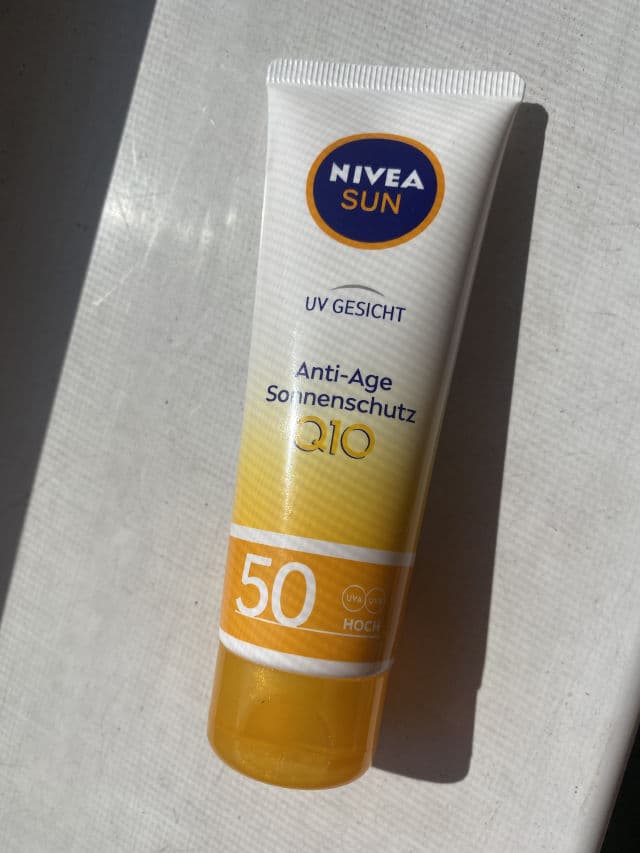 NIVEA
SUN
UV GESICHT
Anti-Age
Sonnenschutz
Q10
50
UVA
HOCH